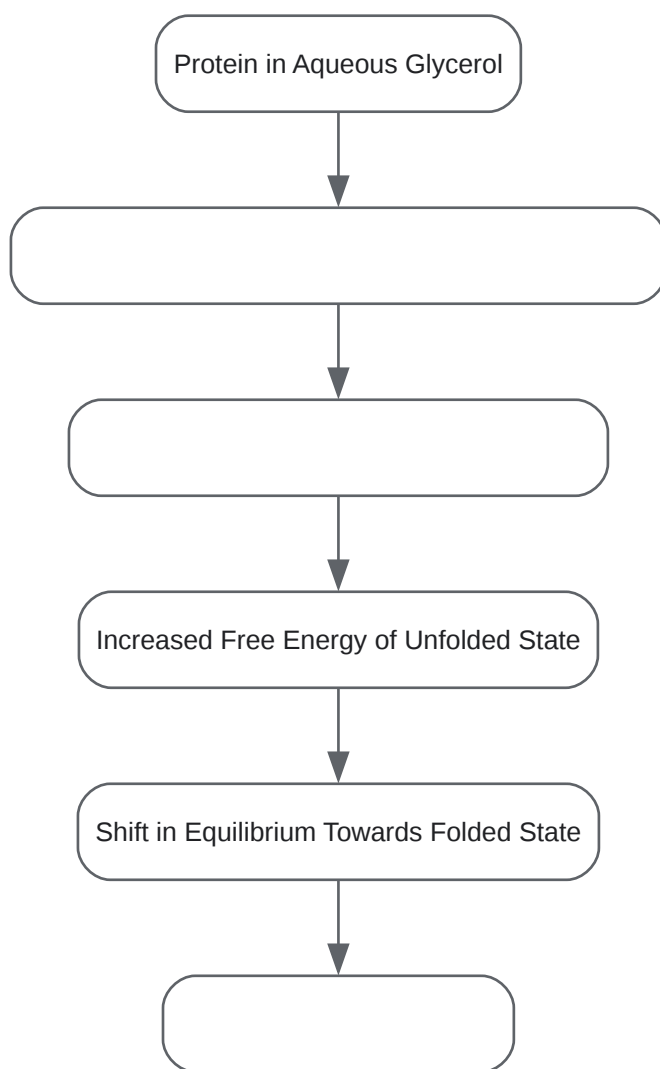 Protein in Aqueous Glycerol
Increased Free Energy of Unfolded State
Shift in Equilibrium Towards Folded State